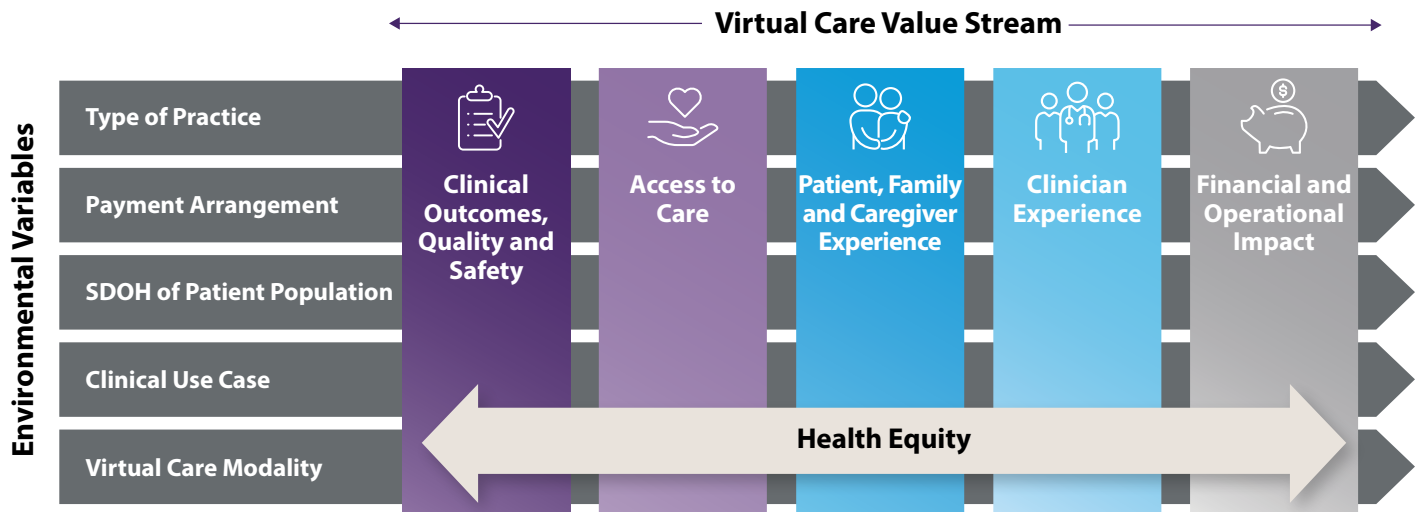 Virtual Care Value Stream
Environmental Variables
Type of Practice
Payment Arrangement
SDOH of Patient Population
Clinical Use Case
Virtual Care Modality
Clinical
Outcomes,
Quality and
Safety
Access to
Care
Patient, Family
and Caregiver
Experience
Clinician
Experience
$
Financial and
Operational
Impact
Health Equity